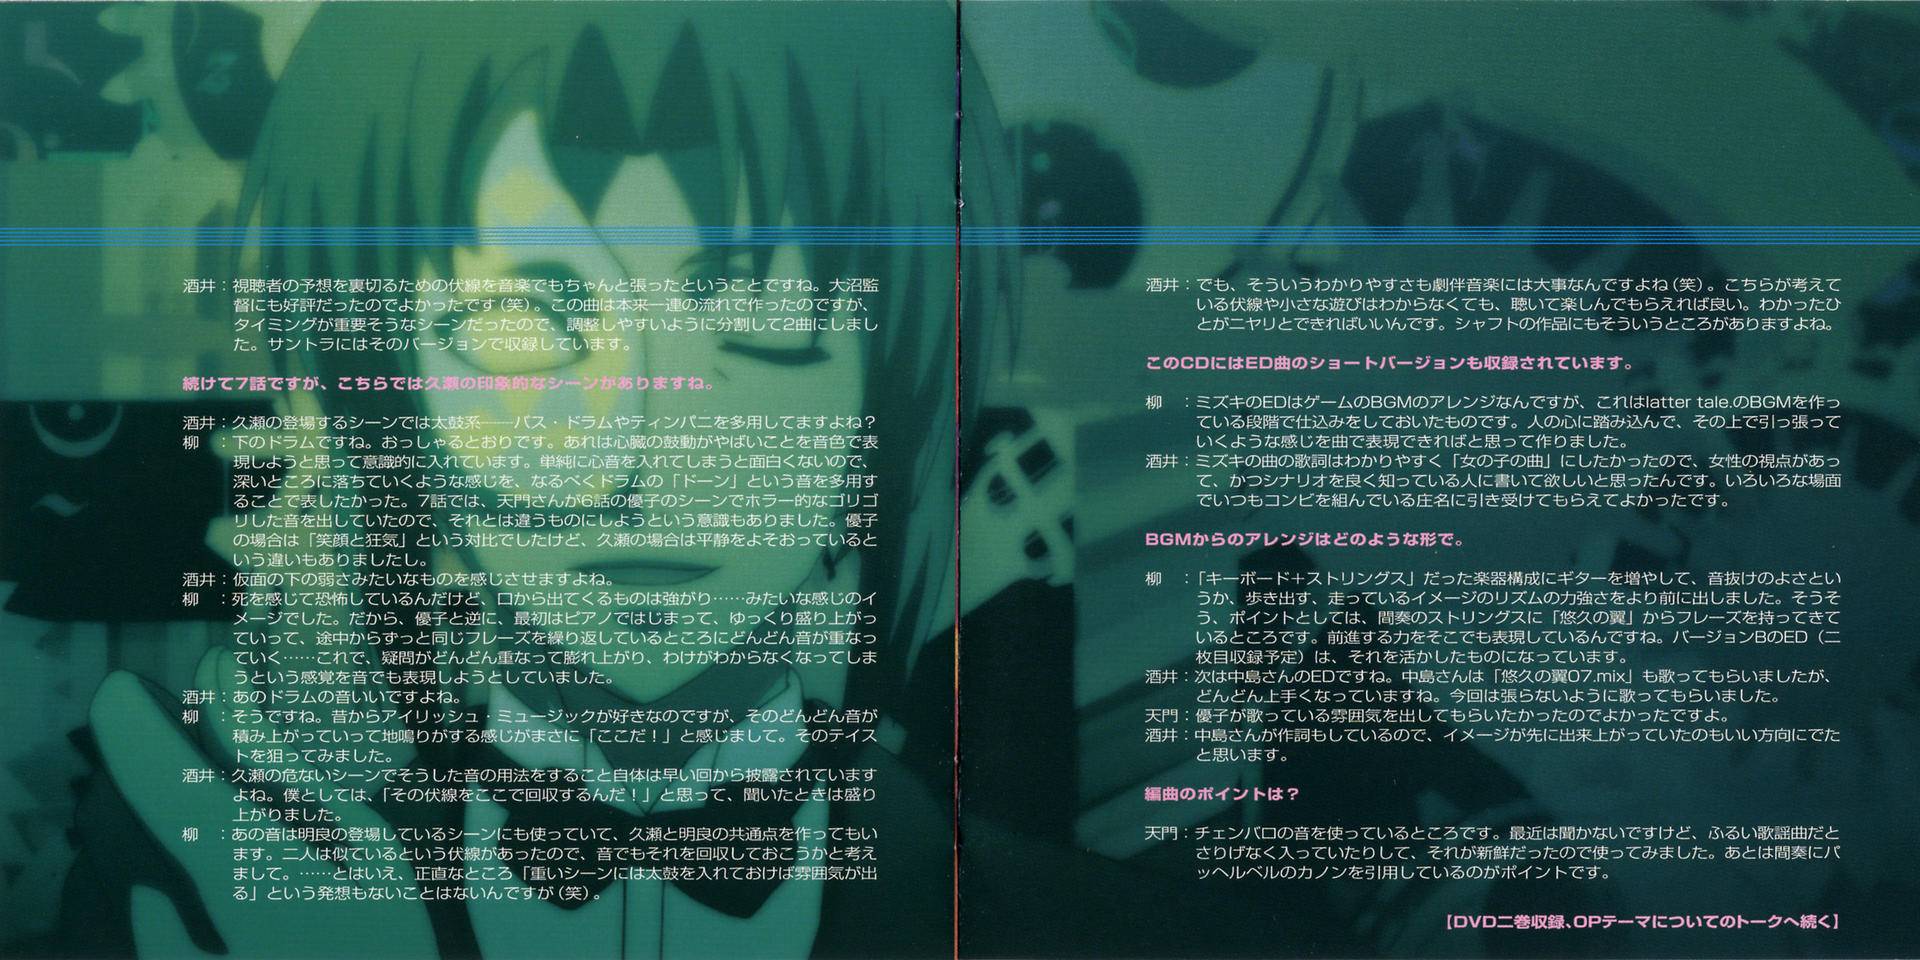 酒井：視聴者の予想を裏切るための伏線を音楽でもちゃんと張ったということですね。大沼監
督にも好評だったのでよかったです（笑）。この曲は本来一連の流れで作ったのですが、
タイミングが重要そうなシーンだったので、調整しやすいように分割して2曲にしまし
た。サントラにはそのバージョンで収録しています。
続けて7話ですが、こちらでは久瀬の印象的なシーンがありますね。
酒井：久瀬の登場するシーンでは太鼓系――バス・ドラムやティンパニを多用してますよね？
柳　：下のドラムですね。おっしゃるとおりです。あれは心臓の鼓動がやばいことを音色で表
現しようと思って意識的に入れています。単純に心音を入れてしまうと面白くないので、
深いところに落ちていくような感じを、なるべくドラムの「ドーン」という音を多用す
ることで表したかった。7話では、天門さんが6話の優子のシーンでホラー的なゴリゴ
リした音を出していたので、それとは違うものにしようという意識もありました。優子
の場合は「笑顔と狂気」という対比でしたけど、久瀬の場合は平静をよそおっていると
いう違いもありましたし。
酒井：仮面の下の弱さみたいなものを感じさせますよね。
柳　：死を感じて恐怖しているんだけど、口から出てくるものは強がり……みたいな感じのイ
メージでした。だから、優子と逆に、最初はピアノではじまって、ゆっくり盛り上がっ
ていって、途中からずっと同じフレーズを繰り返しているところにどんどん音が重なっ
ていく……これで、疑問がどんどん重なって膨れ上がり、わけがわからなくなってしま
うという感覚を音でも表現しようとしていました。
酒井：あのドラムの音いいですよね。
柳　：そうですね。昔からアイリッシュ・ミュージックが好きなのですが、そのどんどん音が
積み上がっていって地鳴りがする感じがまさに「ここだ！」と感じまして。そのテイス
トを狙ってみました。
酒井：久瀬の危ないシーンでそうした音の用法をすること自体は早い回から披露されています
よね。僕としては、「その伏線をここで回収するんだ！」と思って、聞いたときは盛り
上がりました。
柳　：あの音は明良の登場しているシーンにも使っていて、久瀬と明良の共通点を作ってもい
ます。二人は似ているという伏線があったので、音でもそれを回収しておこうかと考え
まして。……とはいえ、正直なところ「重いシーンには太鼓を入れておけば雰囲気が出
る」という発想もないことはないんですが（笑）。
酒井：でも、そういうわかりやすさも劇伴音楽には大事なんですよね（笑）。こちらが考えて
いる伏線や小さな遊びはわからなくても、聴いて楽しんでもらえれば良い。わかったひ
とがニヤリとできればいいんです。シャフトの作品にもそういうところがありますよね。
このCDにはED曲のショートバージョンも収録されています。
柳　：ミズキのEDはゲームのBGMのアレンジなんですが、これはlatter tale.のBGMを作っ
ている段階で仕込みをしておいたものです。人の心に踏み込んで、その上で引っ張って
いくような感じを曲で表現できればと思って作りました。
酒井：ミズキの曲の歌詞はわかりやすく「女の子の曲」にしたかったので、女性の視点があっ
て、かつシナリオを良く知っている人に書いて欲しいと思ったんです。いろいろな場面
でいつもコンビを組んでいる庄名に引き受けてもらえてよかったです。
BGMからのアレンジはどのような形で。
柳　：「キーボード＋ストリングス」だった楽器構成にギターを増やして、音抜けのよさとい
うか、歩き出す、走っているイメージのリズムの力強さをより前に出しました。そうそ
う、ポイントとしては、間奏のストリングスに「悠久の翼」からフレーズを持ってきて
いるところです。前進する力をそこでも表現しているんですね。バージョンBのED（二
枚目収録予定）は、それを活かしたものになっています。
酒井：次は中島さんのEDですね。中島さんは「悠久の翼07.mix」も歌ってもらいましたが、
どんどん上手くなっていますね。今回は張らないように歌ってもらいました。
天門：優子が歌っている雰囲気を出してもらいたかったのでよかったですよ。
酒井：中島さんが作詞もしているので、イメージが先に出来上がっていたのもいい方向にでた
と思います。
編曲のポイントは？
天門：チェンバロの音を使っているところです。最近は聞かないですけど、ふるい歌謡曲だと
さりげなく入っていたりして、それが新鮮だったので使ってみました。あとは間奏にパ
ッヘルベルのカノンを引用しているのがポイントです。
【DVD二巻収録、OPテーマについてのトークへ続く】